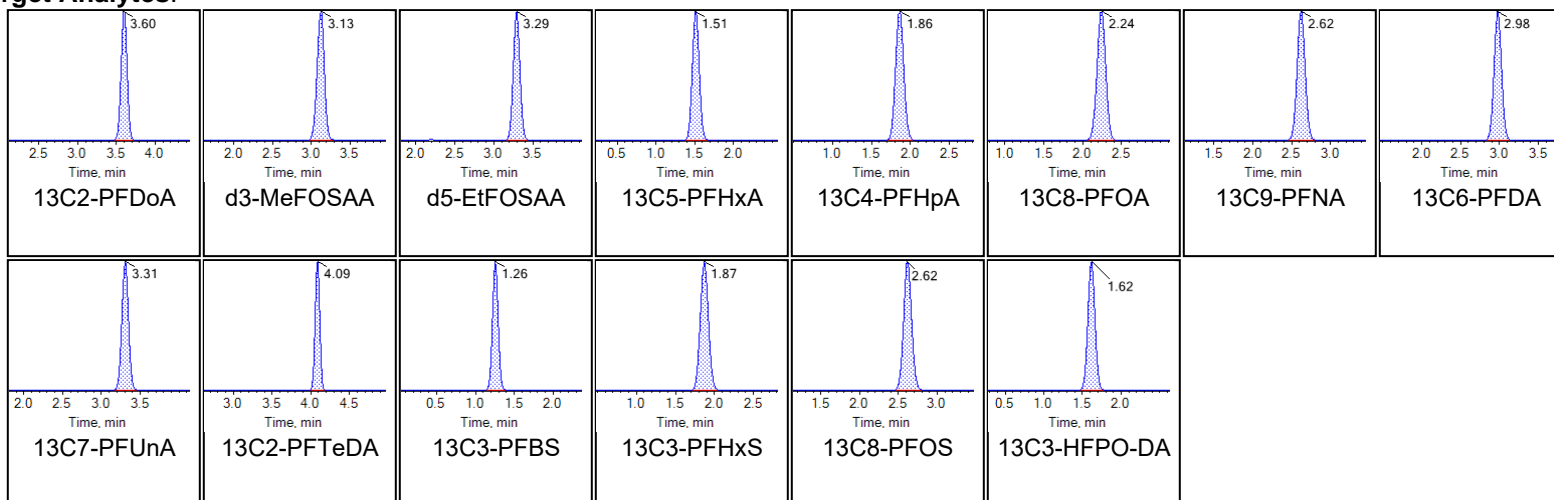 rget Analytes:
3.60 3.13 3.29 1.51 1.86 2.24 2.62 2.98
2.5 3.0 3.5 4.0 2.0 2.5 3.0 3.5 2.0 2.5 3.0 3.5 0.5 1.0 1.5 2.0 1.0 1.5 2.0 2.5 1.0 1.5 2.0 2.5 1.5 2.0 2.5 3.0 2.0 2.5 3.0 3.5
Time, min Time, min Time, min Time, min Time, min Time, min Time, min Time, min
13C2-PFDoA d3-MeFOSAA d5-EtFOSAA 13C5-PFHxA 13C4-PFHpA 13C8-PFOA 13C9-PFNA 13C6-PFDA
3.31 4.09 1.26 1.87 2.62 1.62
2.0 2.5 3.0 3.5 3.0 3.5 4.0 4.5 0.5 1.0 1.5 2.0 1.0 1.5 2.0 2.5 1.5 2.0 2.5 3.0 0.5 1.0 1.5 2.0
Time, min Time, min Time, min Time, min Time, min Time, min
13C7-PFUnA 13C2-PFTeDA 13C3-PFBS 13C3-PFHxS 13C8-PFOS 13C3-HFPO-DA